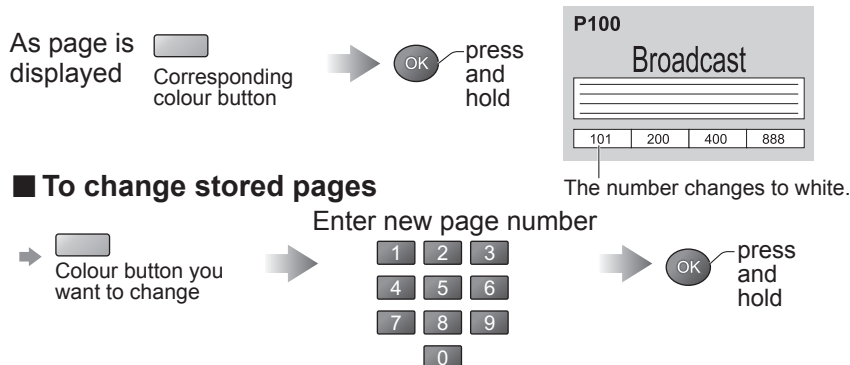 As page is
displayed
Corresponding
colour button
OK
press
and
hold
P100
Broadcast
101 200 400 888
The number changes to white.
■ To change stored pages
Colour button you
want to change
Enter new page number
1 2 3
4 5 6
7 8 9
0
OK
press
and
hold